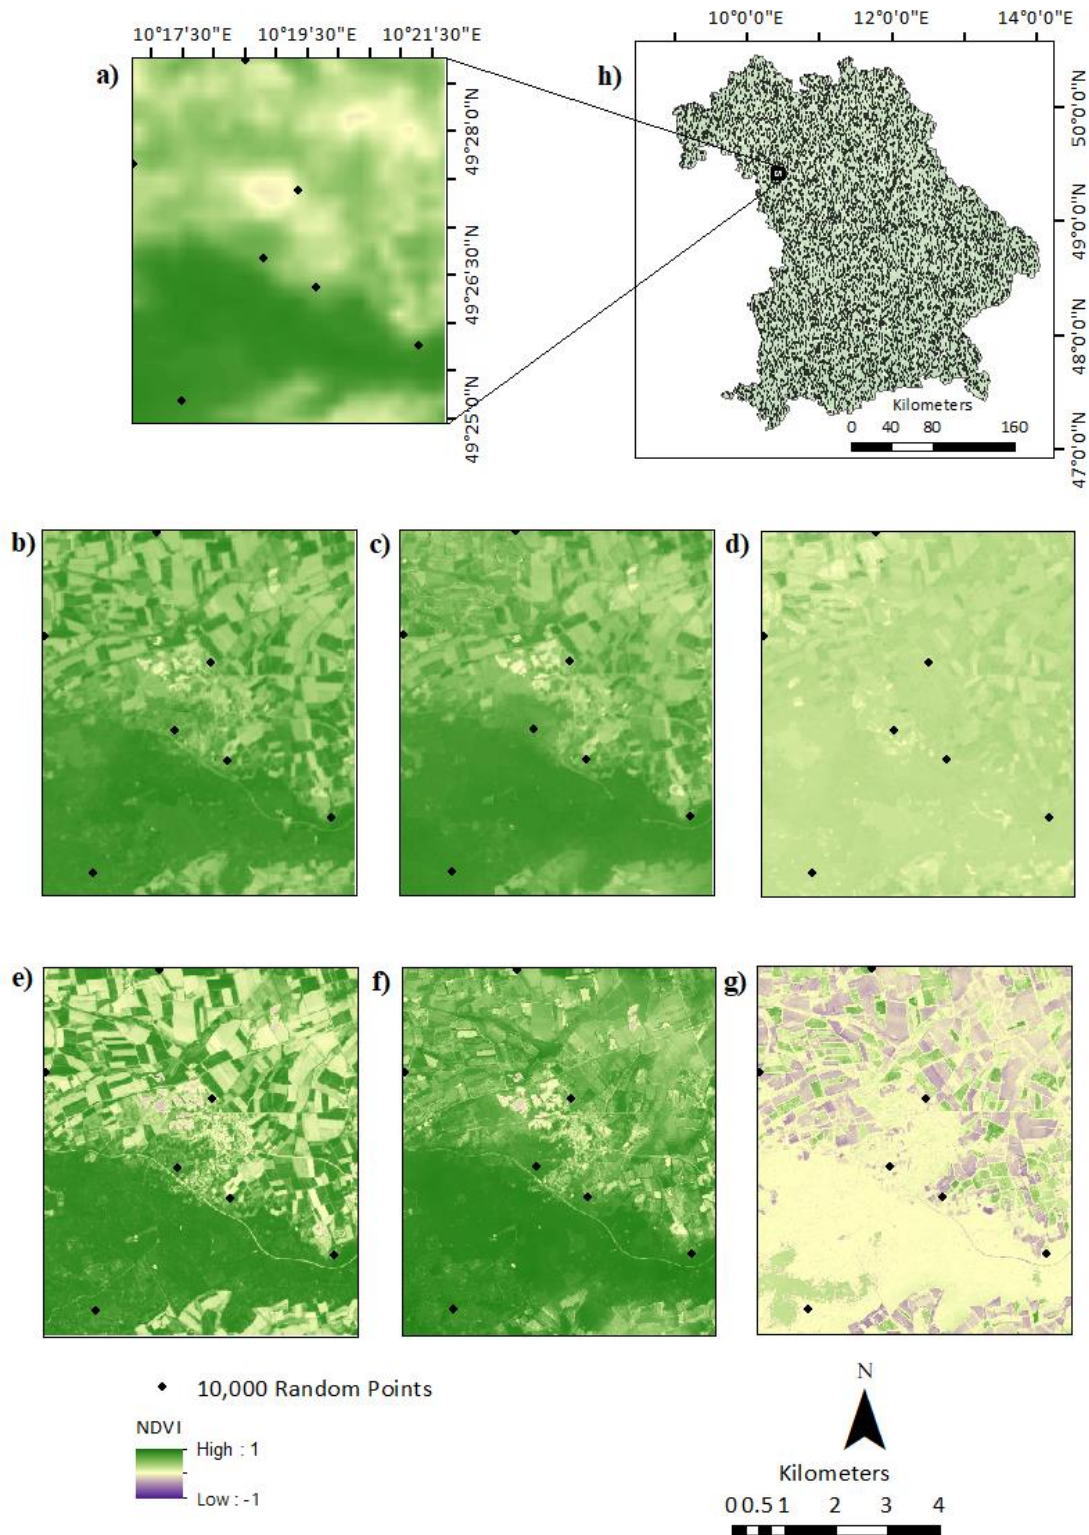 10°17'30"E 10°19'30"E 10°21'30"E
10°0'0"E 12°0'0"E 14°0'0"E
a)
h)
49°28'0"N
49°26'30"N
49°25'0"N
50°0'0"N
49°0'0"N
48°0'0"N
47°0'0"N
Kilometers
0 40 80 160
b)
c)
d)
e)
f)
g)
10,000 Random Points
NDVI
High : 1
Low : -1
N
Kilometers
0 0.5 1 2 3 4